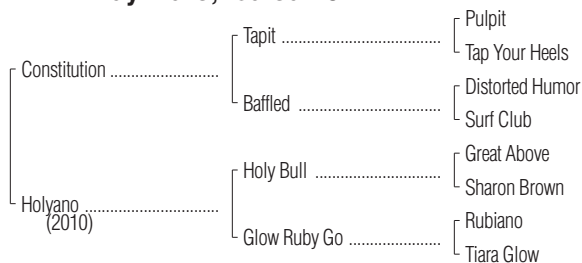 Pulpit
Tapit ........................................
Tap Your Heels
Constitution ...........................
Distorted Humor
Baffled ...................................
Surf Club
Great Above
Holy Bull ...............................
Sharon Brown
Holyano .................................
(2010)
Rubiano
Glow Ruby Go .......................
Tiara Glow